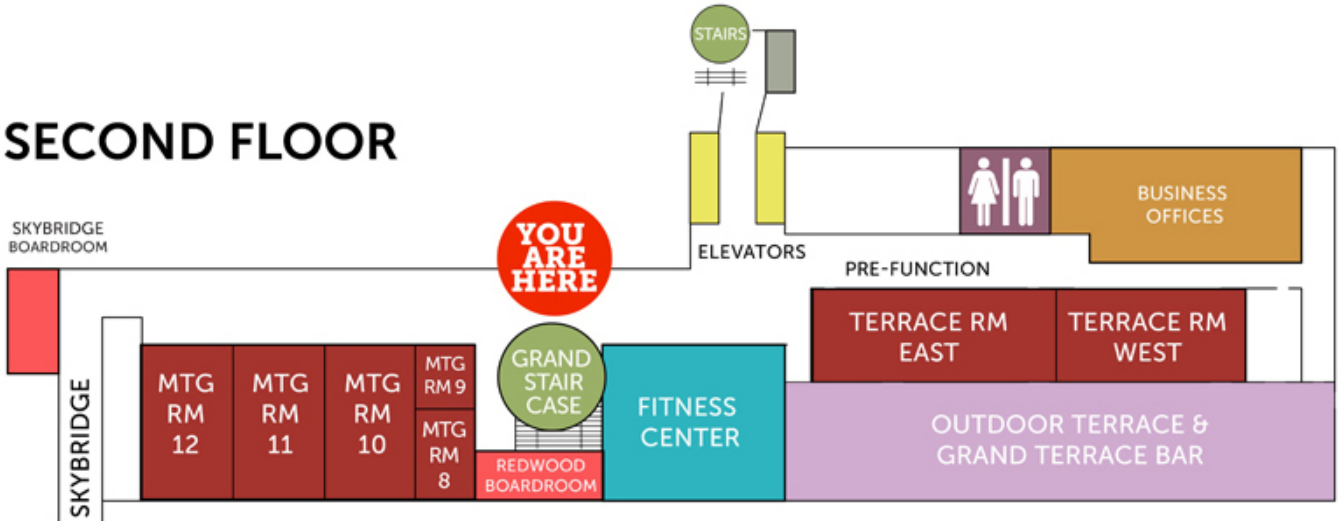 STAIRS
SECOND FLOOR
SKYBRIDGE
BOARDROOM
YOU
ARE
HERE
ELEVATORS
BUSINESS
OFFICES
PRE-FUNCTION
TERRACE RM
EAST
TERRACE RM
WEST
SKYBRIDGE
MTG
RM
12
MTG
RM
11
MTG
RM
10
MTG
RM 9
MTG
RM
8
GRAND
STAIR
CASE
REDWOOD
BOARDROOM
FITNESS
CENTER
OUTDOOR TERRACE &
GRAND TERRACE BAR